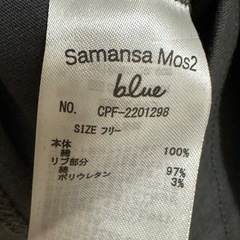 Samansa Mos2
blue
NO. CPF-2201298
SIZE フリー
本体
綿 100%
リブ部分
綿 97%
ポリウレタン 3%